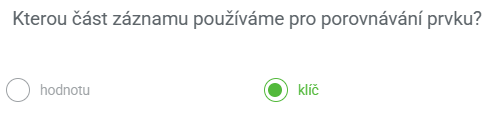 Kterou část záznamu používáme pro porovnávání prvku?
hodnotu klíč